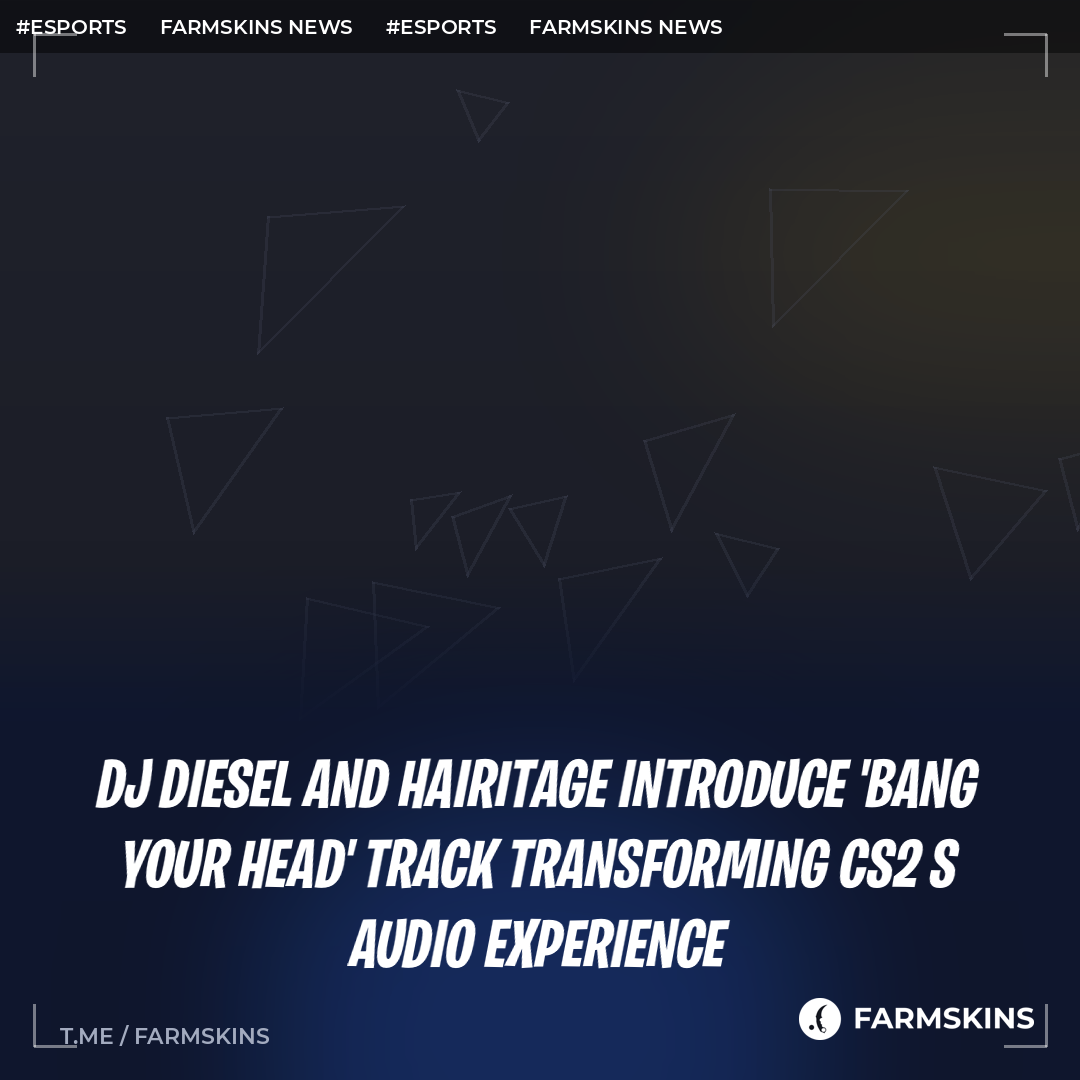 #ESPORTS FARMSKINS NEWS #ESPORTS FARMSKINS NEWS
DJ DIESEL AND HAIRITAGE INTRODUCE 'BANG
YOUR HEAD' TRACK TRANSFORMING CS2 S
AUDIO EXPERIENCE
T.ME / FARMSKINS
FARMSKINS